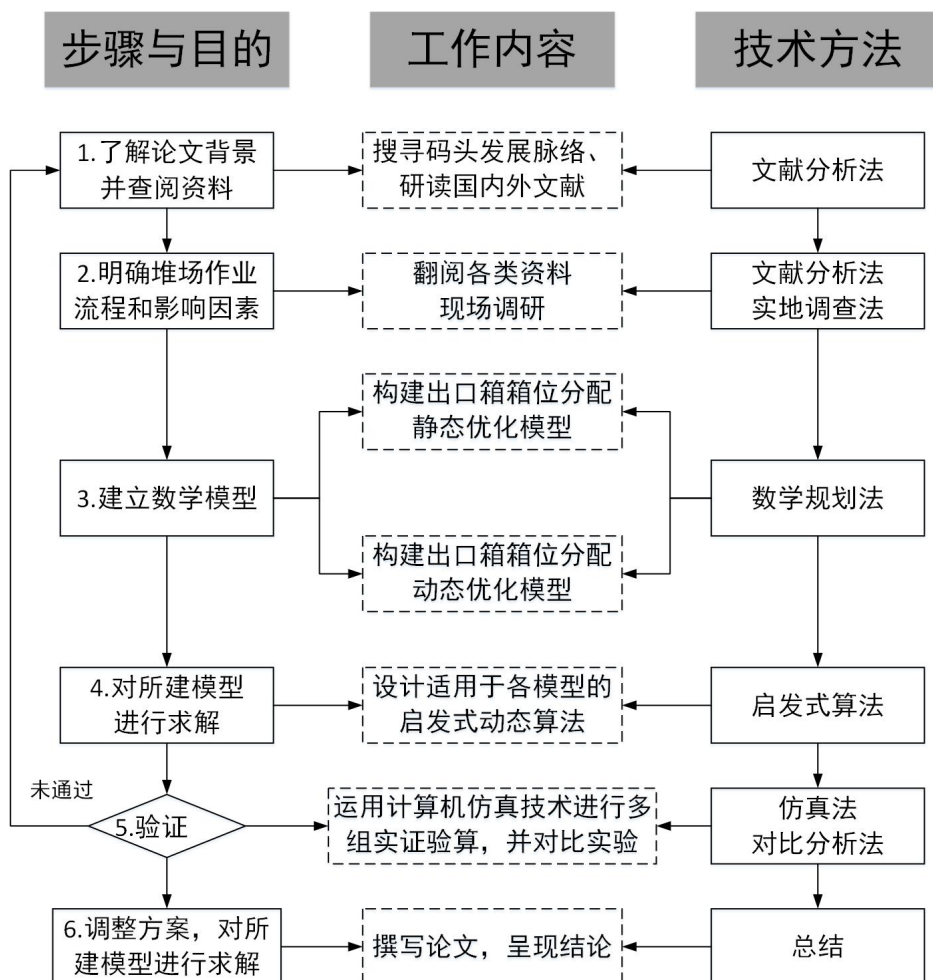 步骤与目的
工作内容
技术方法
1.了解论文背景
并查阅资料
搜寻码头发展脉络、
研读国内外文献
文献分析法
2.明确堆场作业
流程和影响因素
翻阅各类资料
现场调研
文献分析法
实地调查法
构建出口箱箱位分配
静态优化模型
3.建立数学模型
数学规划法
构建出口箱箱位分配
动态优化模型
4.对所建模型
进行求解
设计适用于各模型的
启发式动态算法
启发式算法
未通过
5.验证
运用计算机仿真技术进行多
组实证验算，并对比实验
仿真法
对比分析法
6.调整方案，对所
建模型进行求解
撰写论文，呈现结论
总结